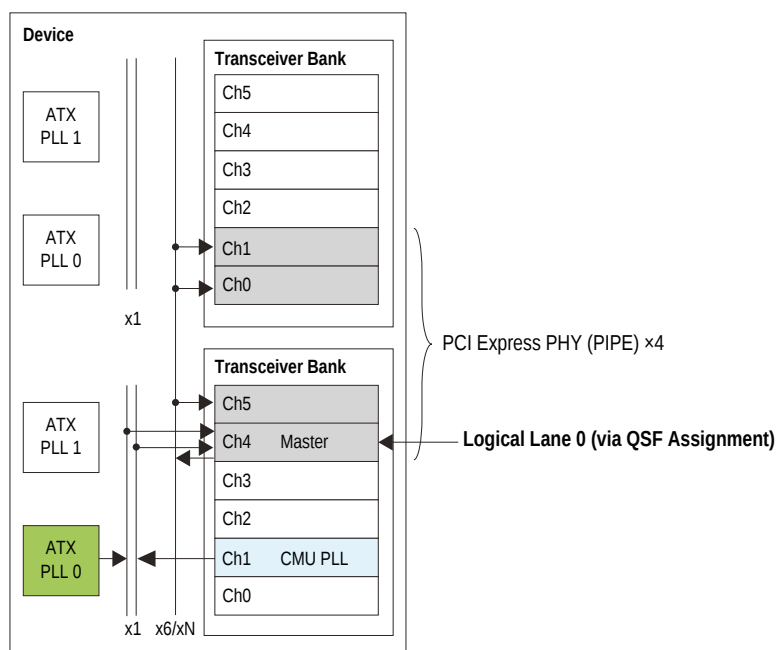 Device
Transceiver Bank
ATX
PLL 1
Ch5
Ch4
Ch3
Ch2
ATX
PLL 0
Ch1
Ch0
x1
PCI Express PHY (PIPE) ×4
Transceiver Bank
ATX
PLL 1
Ch5
Ch4 Master
Logical Lane 0 (via QSF Assignment)
Ch3
Ch2
ATX
PLL 0
Ch1 CMU PLL
Ch0
x1 x6/xN